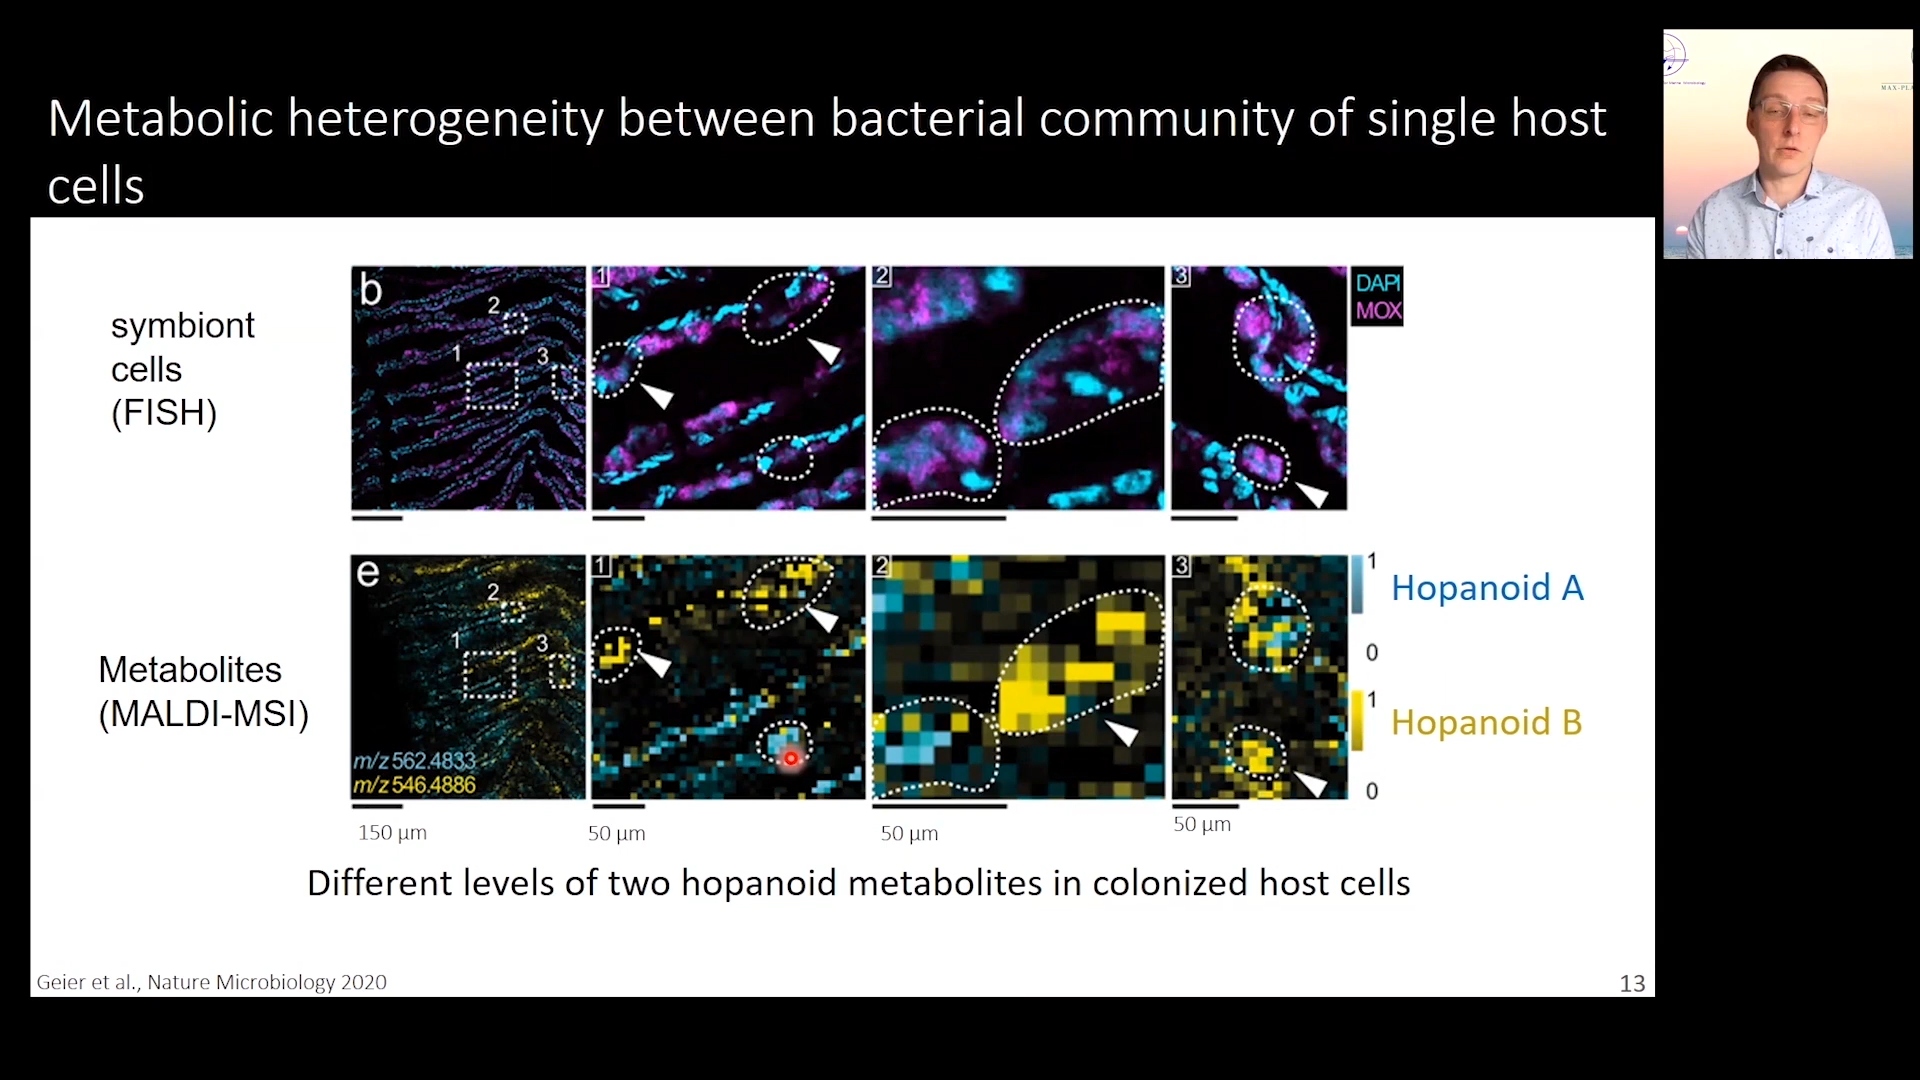 Metabolic heterogeneity between bacterial community of single host
cells
symbiont
cells
(FISH)
b
1
2
3
1
2
3
DAPI
MOX
Metabolites
(MALDI-MSI)
e
1
2
3
m/z 562.4833
m/z 546.4886
1
2
3
1
Hopanoid A
0
1
Hopanoid B
0
150 µm
50 µm
50 µm
50 µm
Different levels of two hopanoid metabolites in colonized host cells
Geier et al., Nature Microbiology 2020
13
MAX-PLA